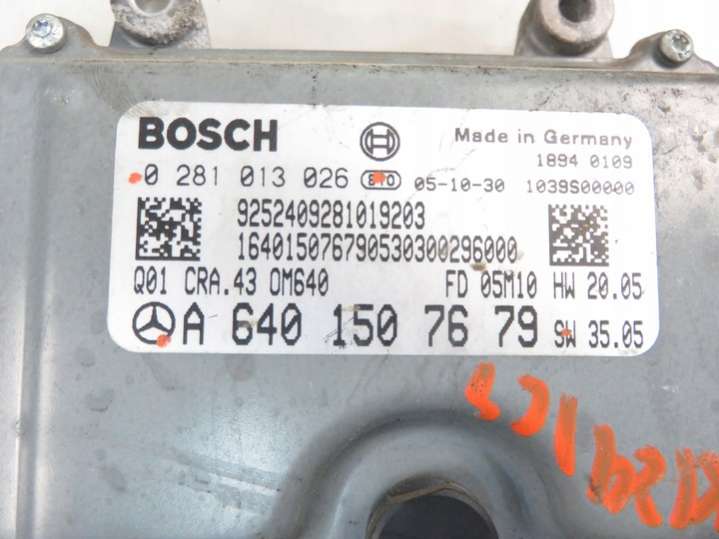 BOSCH
Made in Germany
1894 0109
0 281 013 026 05-10-30 1039S00000
9252409281019203
164015076790530300296000
Q01 CRA.43 OM640 FD 05M10 HW 20.05
A 640 150 76 79 SW 35.05